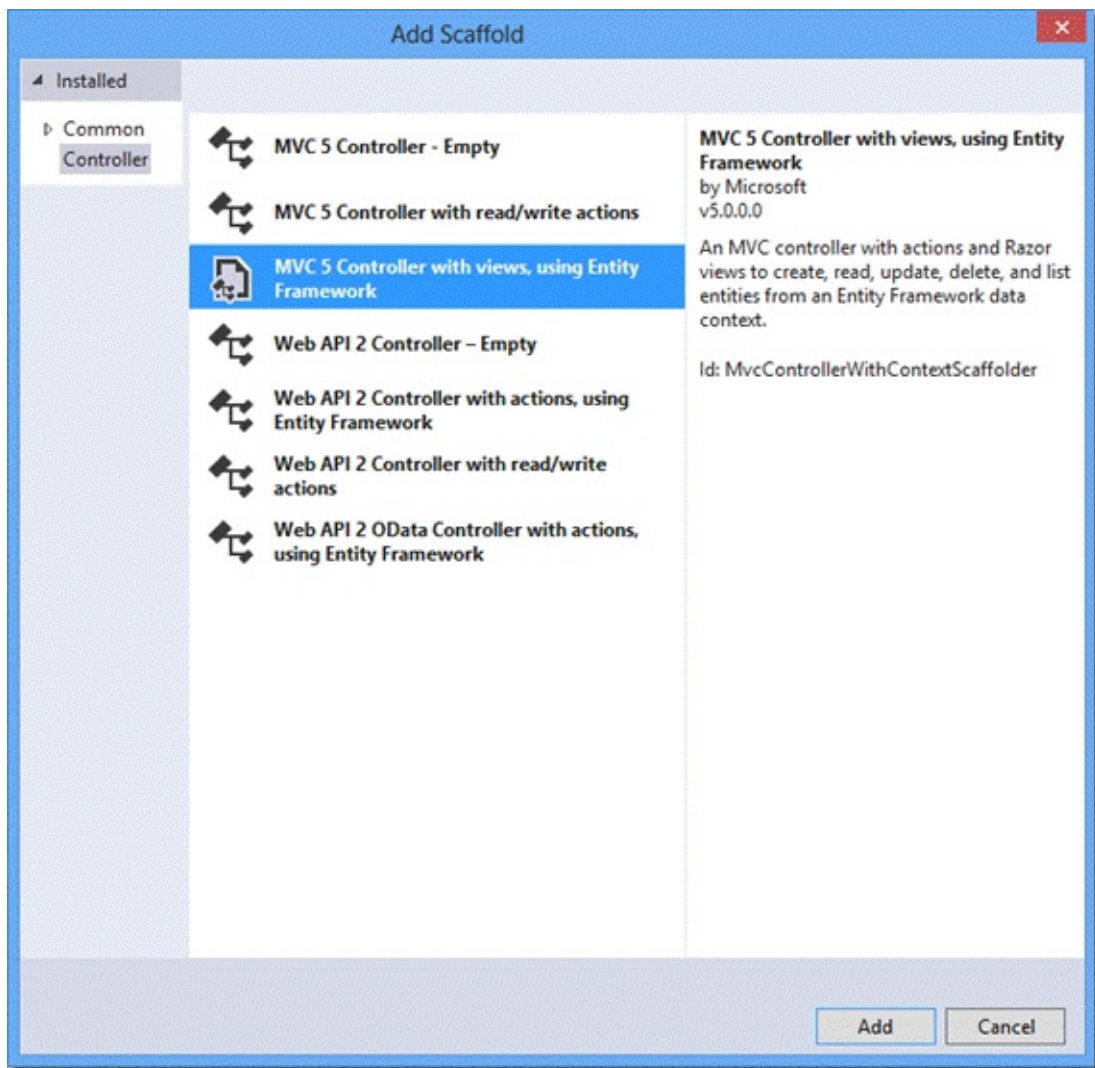 Add Scaffold
Installed
Common
Controller
MVC 5 Controller - Empty
MVC 5 Controller with read/write actions
MVC 5 Controller with views, using Entity
Framework
Web API 2 Controller – Empty
Web API 2 Controller with actions, using
Entity Framework
Web API 2 Controller with read/write
actions
Web API 2 OData Controller with actions,
using Entity Framework
MVC 5 Controller with views, using Entity
Framework
by Microsoft
v5.0.0.0
An MVC controller with actions and Razor
views to create, read, update, delete, and list
entities from an Entity Framework data
context.
Id: MvcControllerWithContextScaffolder
Add
Cancel